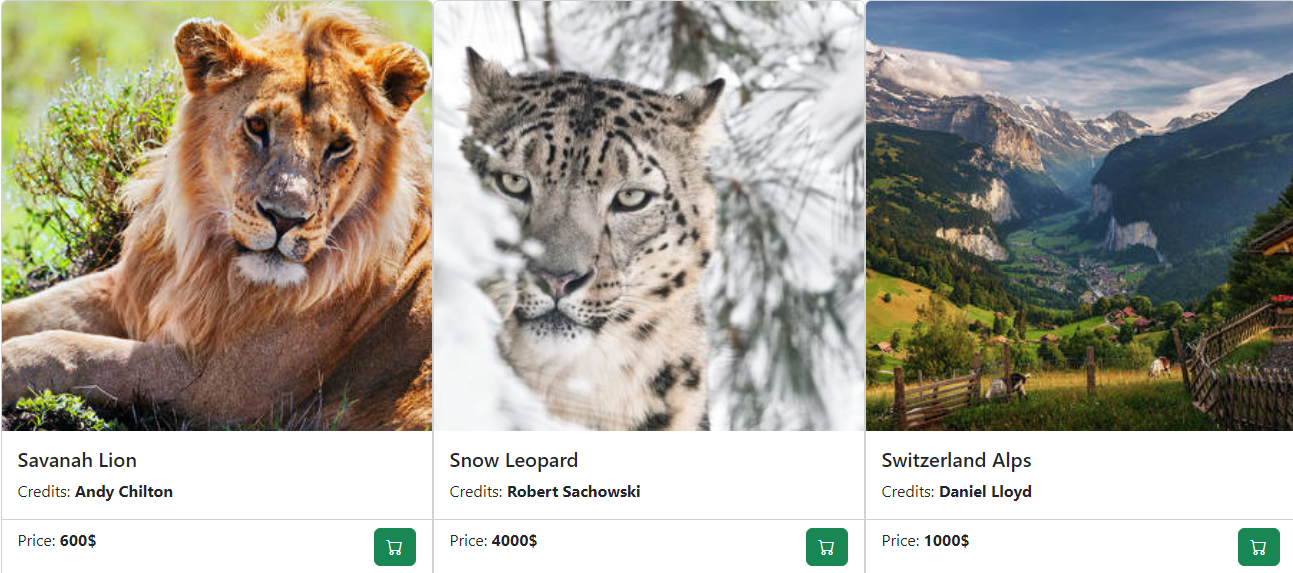 Savanah Lion
Credits: Andy Chilton
Price: 600$
Snow Leopard
Credits: Robert Sachowski
Price: 4000$
Switzerland Alps
Credits: Daniel Lloyd
Price: 1000$